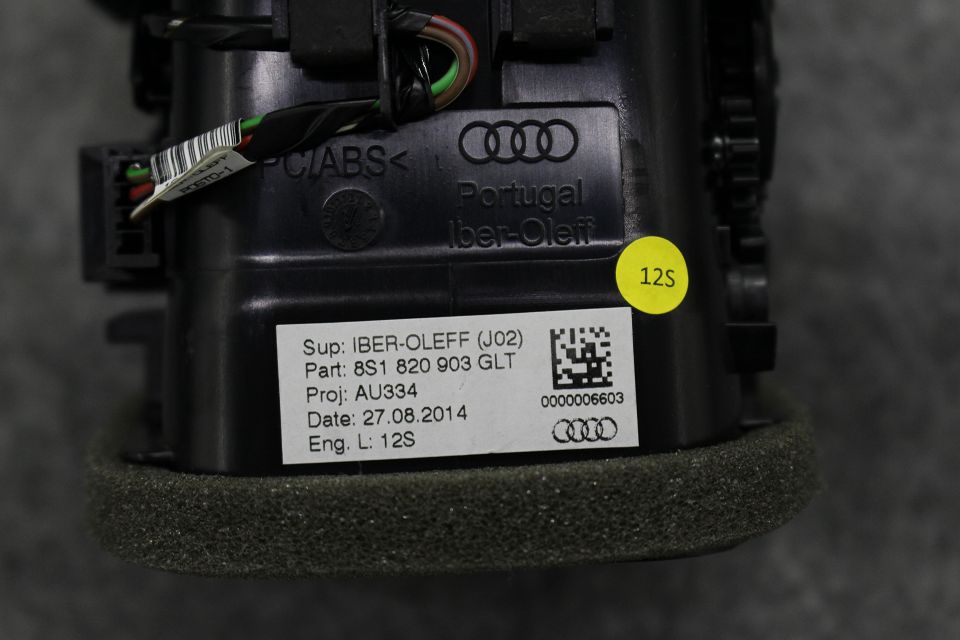 PC/ABS<
Portugal
Iber-Oleff
12S
Sup: IBER-OLEFF (J02)
Part: 8S1 820 903 GLT
Proj: AU334
Date: 27.08.2014
Eng. L: 12S
0000006603